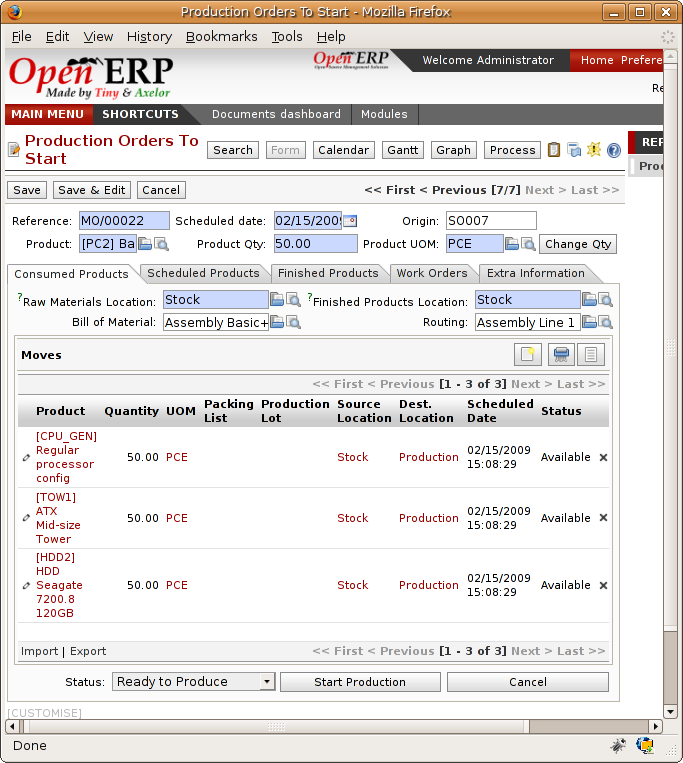 Production Orders To Start - Mozilla Firefox
File Edit View History Bookmarks Tools Help
Open ERP
Made by Tiny & Axelor
Open ERP
Open Source Management Solution
Welcome Administrator
Home Prefere
Re
MAIN MENU SHORTCUTS Documents dashboard Modules
Production Orders To
Start
Search Form Calendar Gantt Graph Process
REP
Proc
Save Save & Edit Cancel << First < Previous [7/7] Next > Last >>
Reference: MO/00022 Scheduled date: 02/15/2009 Origin: SO007
Product: [PC2] Ba Product Qty: 50.00 Product UOM: PCE Change Qty
Consumed Products Scheduled Products Finished Products Work Orders Extra Information
?Raw Materials Location: Stock ?Finished Products Location: Stock
Bill of Material: Assembly Basic+ Routing: Assembly Line 1
Moves
<< First < Previous [1 - 3 of 3] Next > Last >>
Product Quantity UOM Packing List Production Lot Source Location Dest. Location Scheduled Date Status
[CPU_GEN] Regular processor config 50.00 PCE Stock Production 02/15/2009 15:08:29 Available
[TOW1] ATX Mid-size Tower 50.00 PCE Stock Production 02/15/2009 15:08:29 Available
[HDD2] HDD Seagate 7200.8 120GB 50.00 PCE Stock Production 02/15/2009 15:08:29 Available
Import | Export << First < Previous [1 - 3 of 3] Next > Last >>
Status: Ready to Produce Start Production Cancel
[CUSTOMISE]
Done